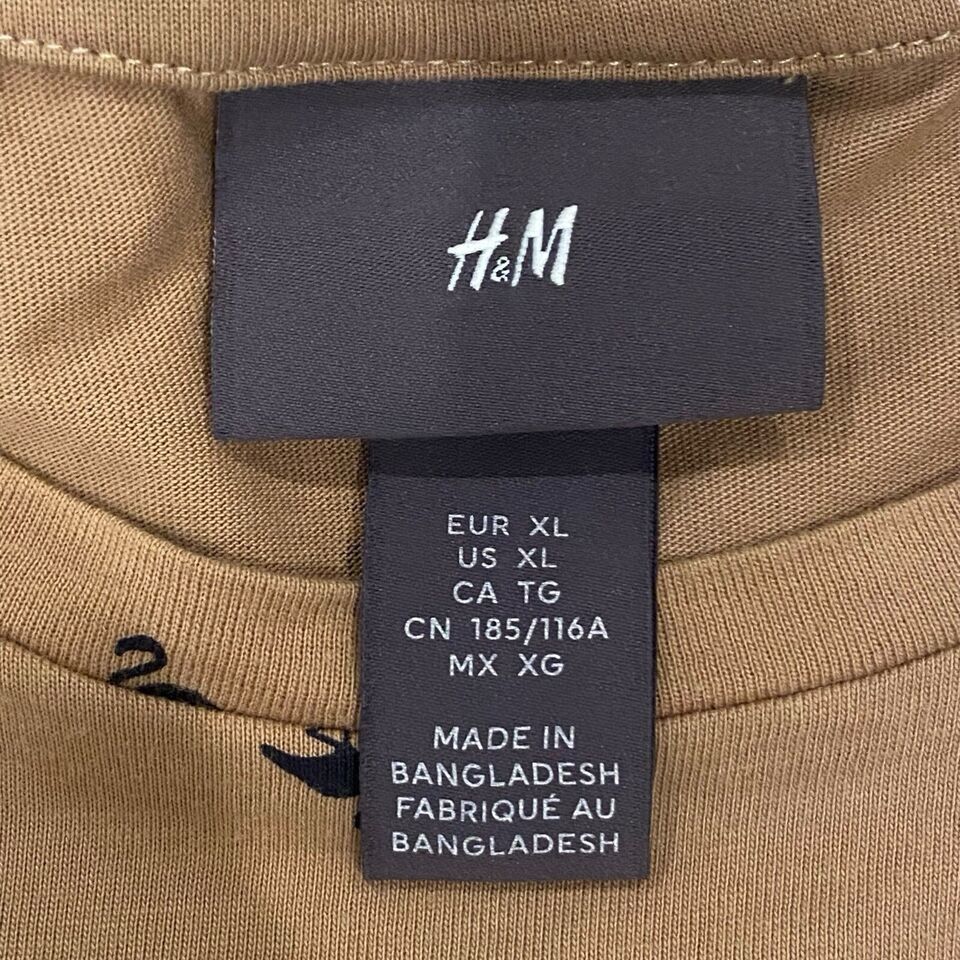 H&M
EUR XL
US XL
CA TG
CN 185/116A
MX XG
MADE IN
BANGLADESH
FABRIQUÉ AU
BANGLADESH